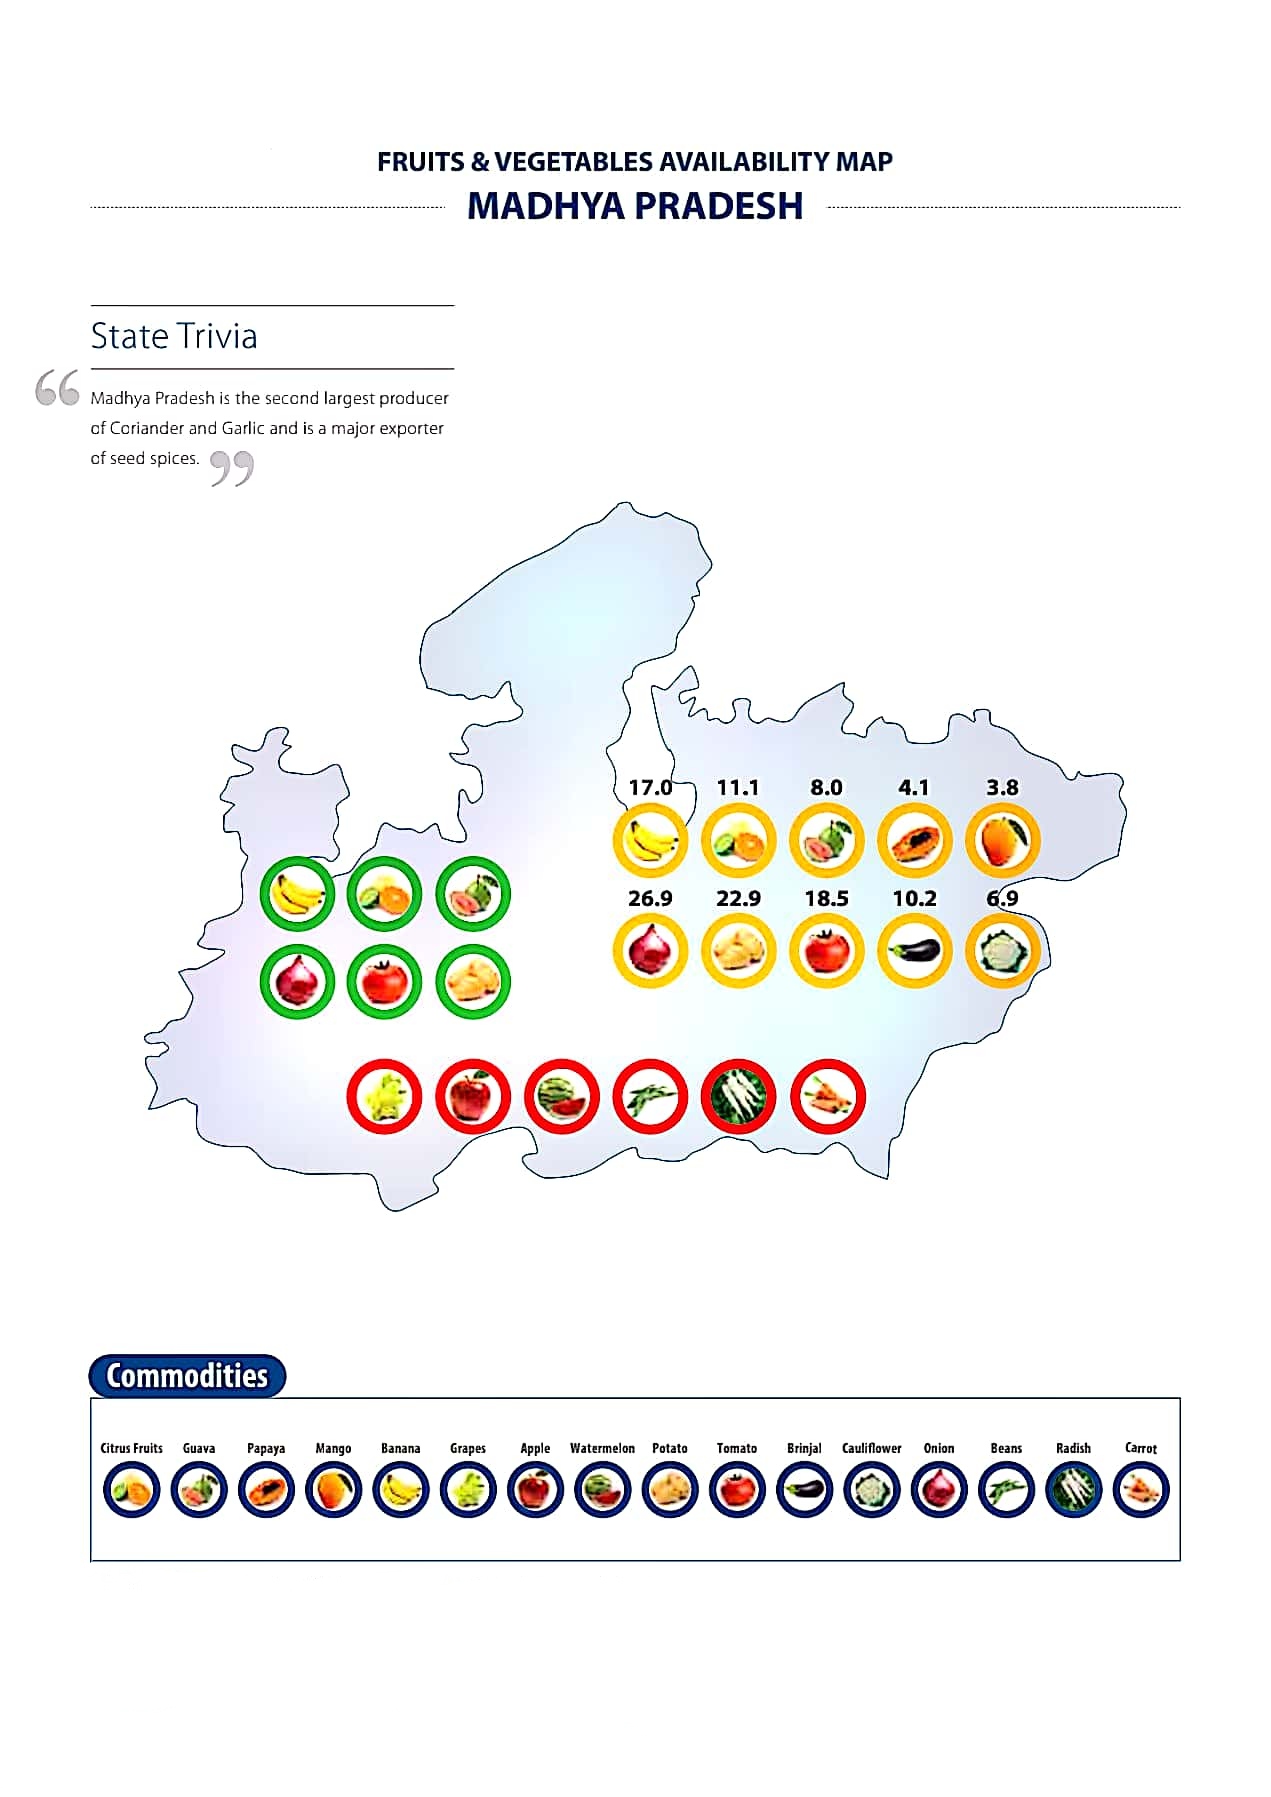 FRUITS & VEGETABLES AVAILABILITY MAP
MADHYA PRADESH
State Trivia
“ Madhya Pradesh is the second largest producer
of Coriander and Garlic and is a major exporter
of seed spices. ”
17.0 11.1 8.0 4.1 3.8
26.9 22.9 18.5 10.2 6.9
Commodities
Citrus Fruits Guava Papaya Mango Banana Grapes Apple Watermelon Potato Tomato Brinjal Cauliflower Onion Beans Radish Carrot